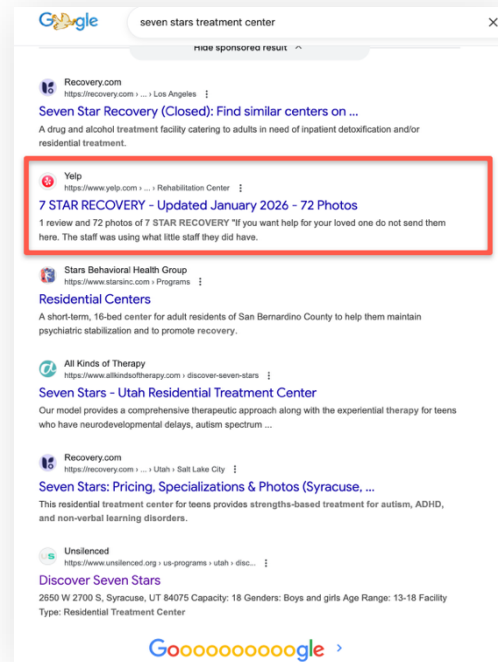 Google
seven stars treatment center
Hide sponsored result
Recovery.com
https://recovery.com › ... › Los Angeles
Seven Star Recovery (Closed): Find similar centers on ...
A drug and alcohol treatment facility catering to adults in need of inpatient detoxification and/or
residential treatment.
Yelp
https://www.yelp.com › ... › Rehabilitation Center
7 STAR RECOVERY - Updated January 2026 - 72 Photos
1 review and 72 photos of 7 STAR RECOVERY "If you want help for your loved one do not send them
here. The staff was using what little staff they did have.
Stars Behavioral Health Group
https://www.starsinc.com › Programs
Residential Centers
A short-term, 16-bed center for adult residents of San Bernardino County to help them maintain
psychiatric stabilization and to promote recovery.
All Kinds of Therapy
https://www.allkindsoftherapy.com › discover-seven-stars
Seven Stars - Utah Residential Treatment Center
Our model provides a comprehensive therapeutic approach along with the experiential therapy for teens
who have neurodevelopmental delays, autism spectrum ...
Recovery.com
https://recovery.com › ... › Utah › Salt Lake City
Seven Stars: Pricing, Specializations & Photos (Syracuse, ...
This residential treatment center for teens provides strengths-based treatment for autism, ADHD,
and non-verbal learning disorders.
US
Unsilenced
https://www.unsilenced.org › us-programs › utah › disc...
Discover Seven Stars
2650 W 2700 S, Syracuse, UT 84075 Capacity: 18 Genders: Boys and girls Age Range: 13-18 Facility
Type: Residential Treatment Center
Goooooooooogle ›